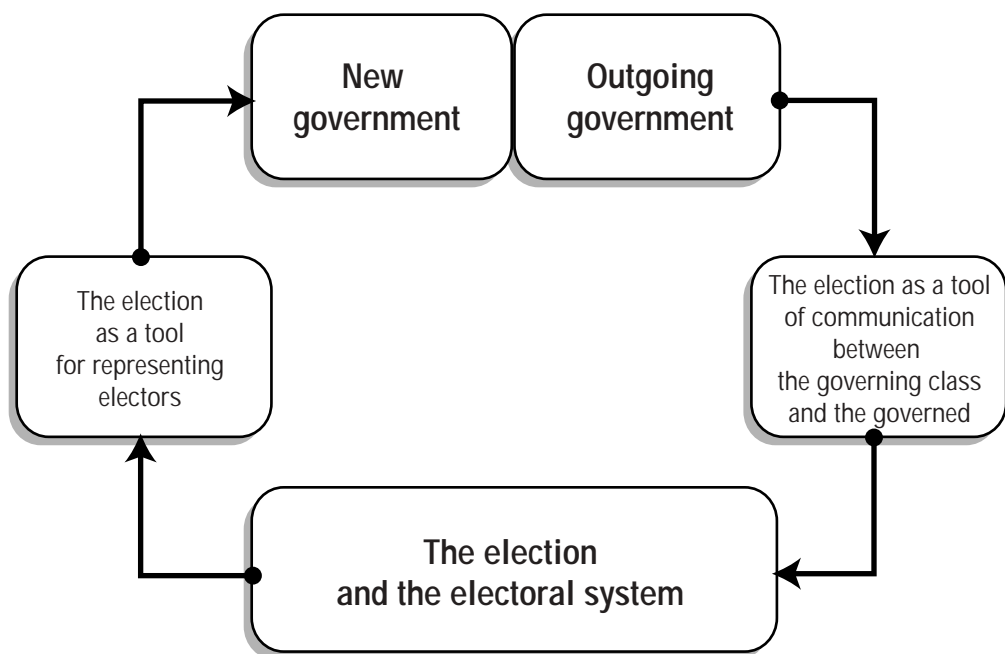 New
government
Outgoing
government
The election
as a tool
for representing
electors
The election as a tool
of communication
between
the governing class
and the governed
The election
and the electoral system